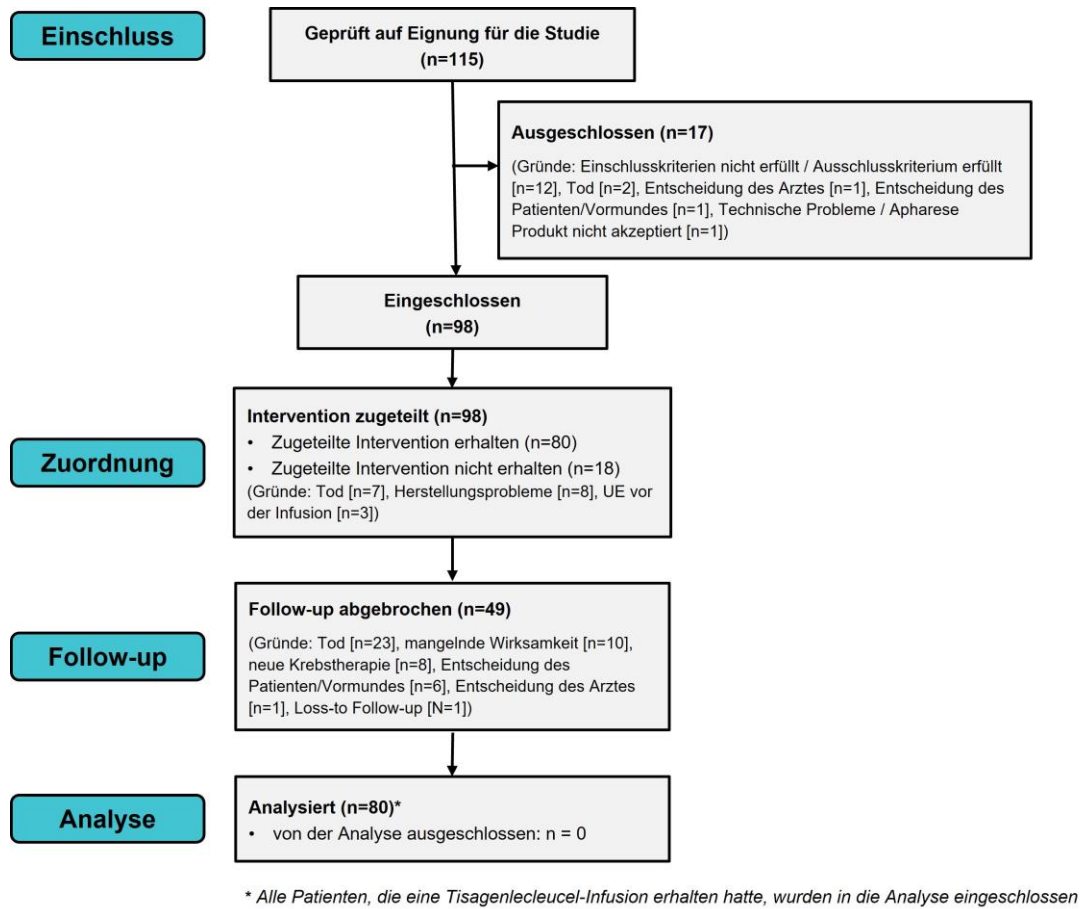 Einschluss
Geprüft auf Eignung für die Studie
(n=115)
Ausgeschlossen (n=17)
(Gründe: Einschlusskriterien nicht erfüllt / Ausschlusskriterium erfüllt
[n=12], Tod [n=2], Entscheidung des Arztes [n=1], Entscheidung des
Patienten/Vormundes [n=1], Technische Probleme / Apharese
Produkt nicht akzeptiert [n=1])
Eingeschlossen
(n=98)
Zuordnung
Intervention zugeteilt (n=98)
• Zugeteilte Intervention erhalten (n=80)
• Zugeteilte Intervention nicht erhalten (n=18)
(Gründe: Tod [n=7], Herstellungsprobleme [n=8], UE vor
der Infusion [n=3])
Follow-up
Follow-up abgebrochen (n=49)
(Gründe: Tod [n=23], mangelnde Wirksamkeit [n=10],
neue Krebstherapie [n=8], Entscheidung des
Patienten/Vormundes [n=6], Entscheidung des Arztes
[n=1], Loss-to Follow-up [N=1])
Analyse
Analysiert (n=80)*
• von der Analyse ausgeschlossen: n = 0
* Alle Patienten, die eine Tisagenlecleucel-Infusion erhalten hatte, wurden in die Analyse eingeschlossen